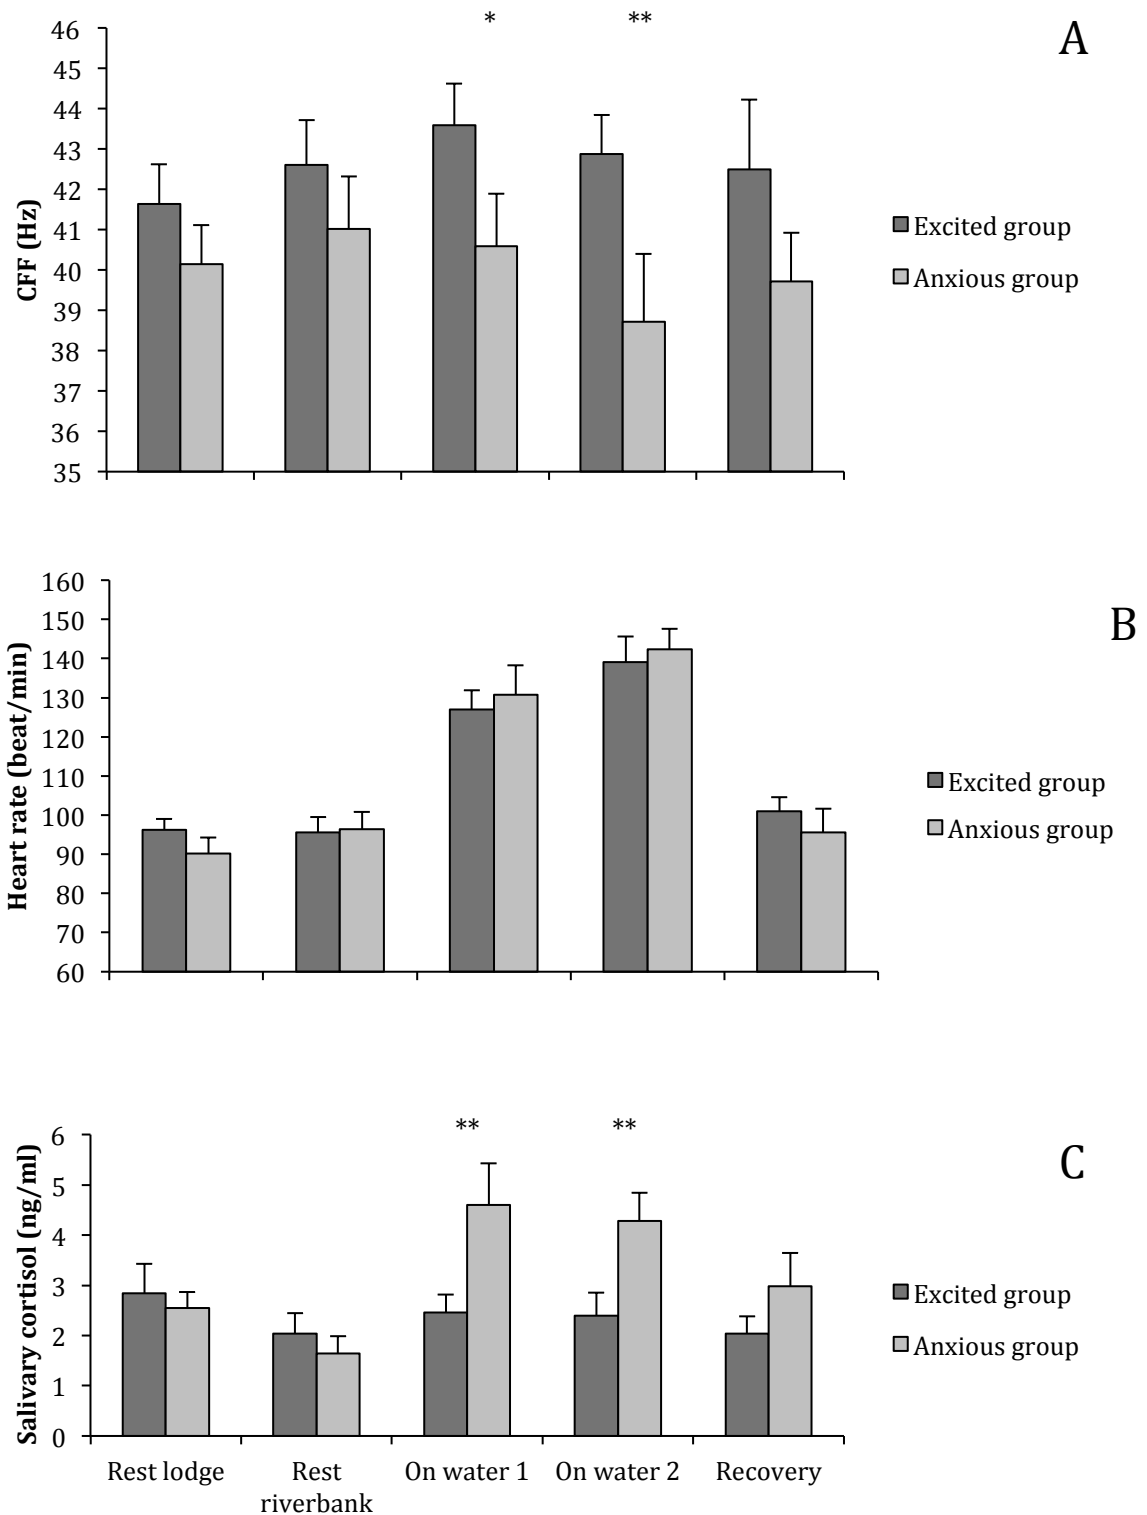 * **
A
46
45
44
43
42
41
40
39
38
37
36
35
CFF (Hz)
Excited group
Anxious group
B
160
150
140
130
120
110
100
90
80
70
60
Heart rate (beat/min)
Excited group
Anxious group
** **
C
6
5
4
3
2
1
0
Salivary cortisol (ng/ml)
Excited group
Anxious group
Rest lodge
Rest
riverbank
On water 1
On water 2
Recovery